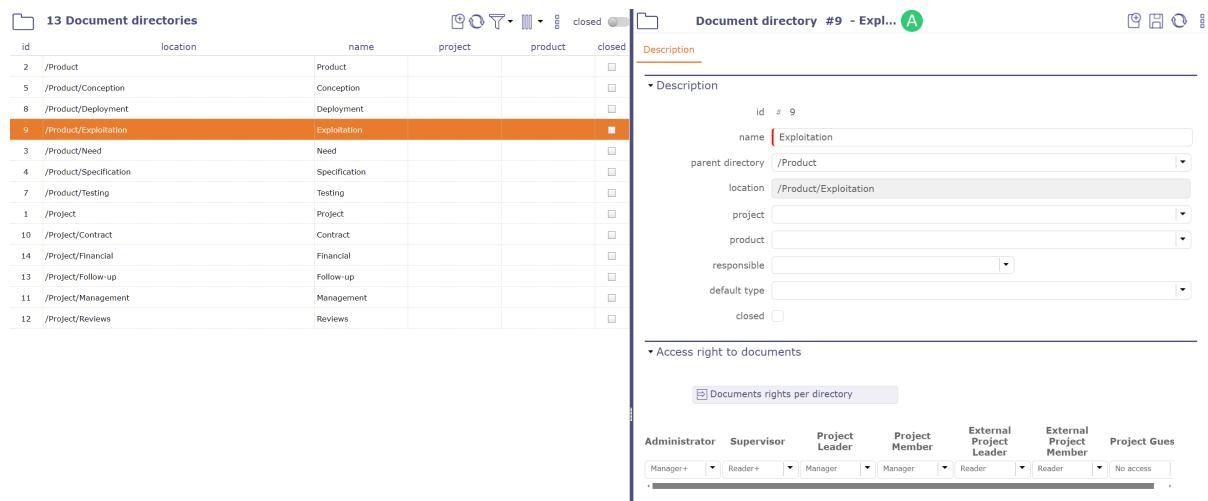 13 Document directories
closed
id location name project product closed
2 /Product Product
5 /Product/Conception Conception
8 /Product/Deployment Deployment
9 /Product/Exploitation Exploitation
3 /Product/Need Need
4 /Product/Specification Specification
7 /Product/Testing Testing
1 /Project Project
10 /Project/Contract Contract
14 /Project/Financial Financial
13 /Project/Follow-up Follow-up
11 /Project/Management Management
12 /Project/Reviews Reviews
Document directory #9 - Expl... A
Description
Description
id # 9
name Exploitation
parent directory /Product
location /Product/Exploitation
project
product
responsible
default type
closed
Access right to documents
Documents rights per directory
Administrator Supervisor Project Leader Project Member External Project Leader External Project Member Project Gues
Manager+ Reader+ Manager Manager Reader Reader No access